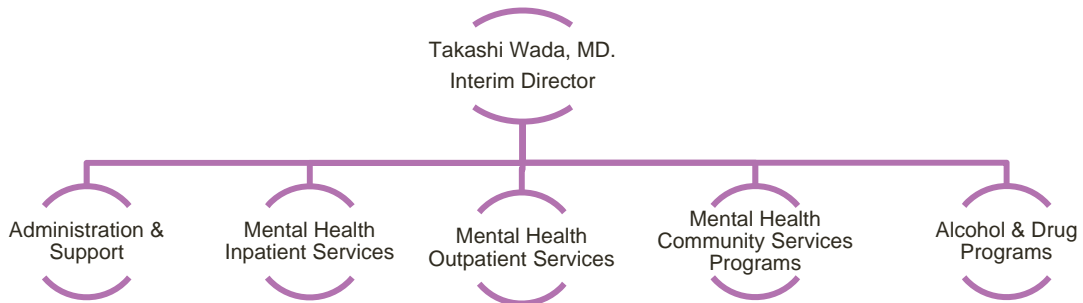 Takashi Wada, MD.
Interim Director
Administration &
Support
Mental Health
Inpatient Services
Mental Health
Outpatient Services
Mental Health
Community Services
Programs
Alcohol & Drug
Programs